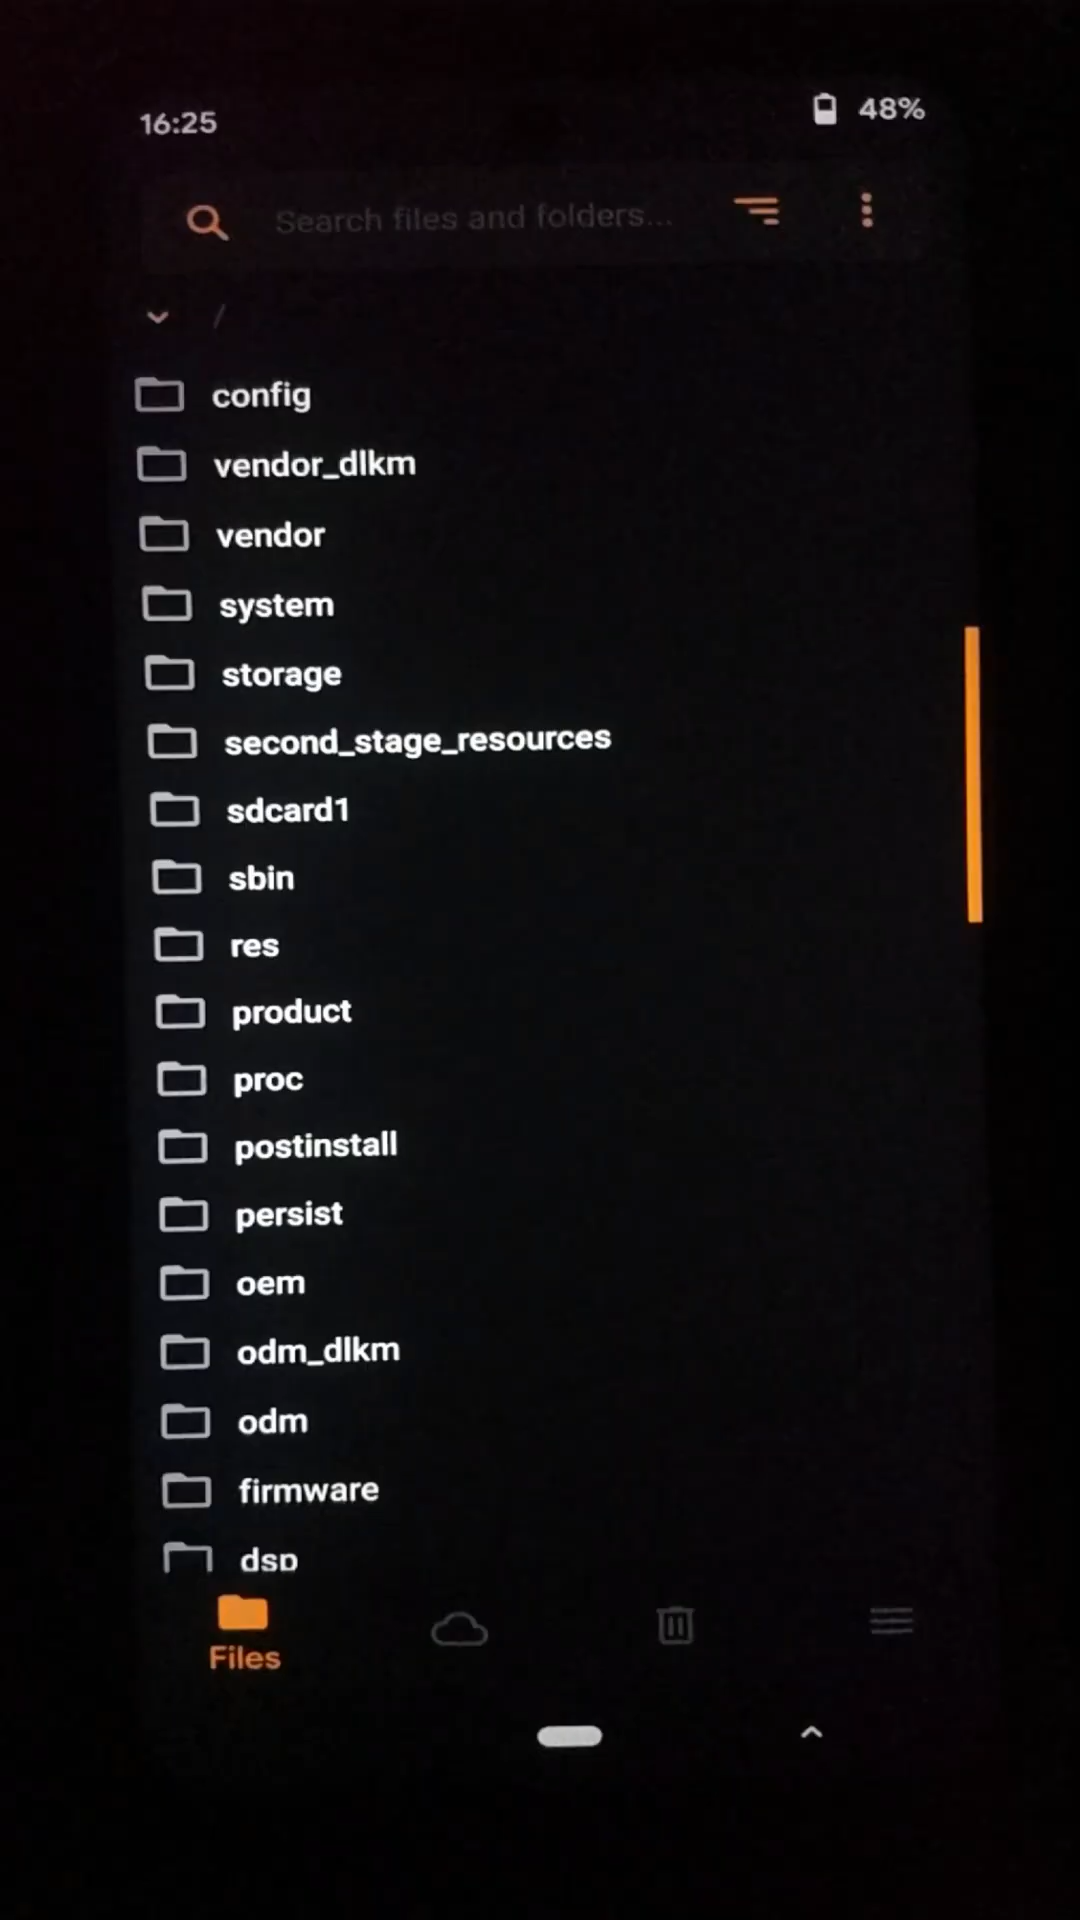 16:25
48%
Search files and folders...
/
config
vendor_dlkm
vendor
system
storage
second_stage_resources
sdcard1
sbin
res
product
proc
postinstall
persist
oem
odm_dlkm
odm
firmware
dsp
Files